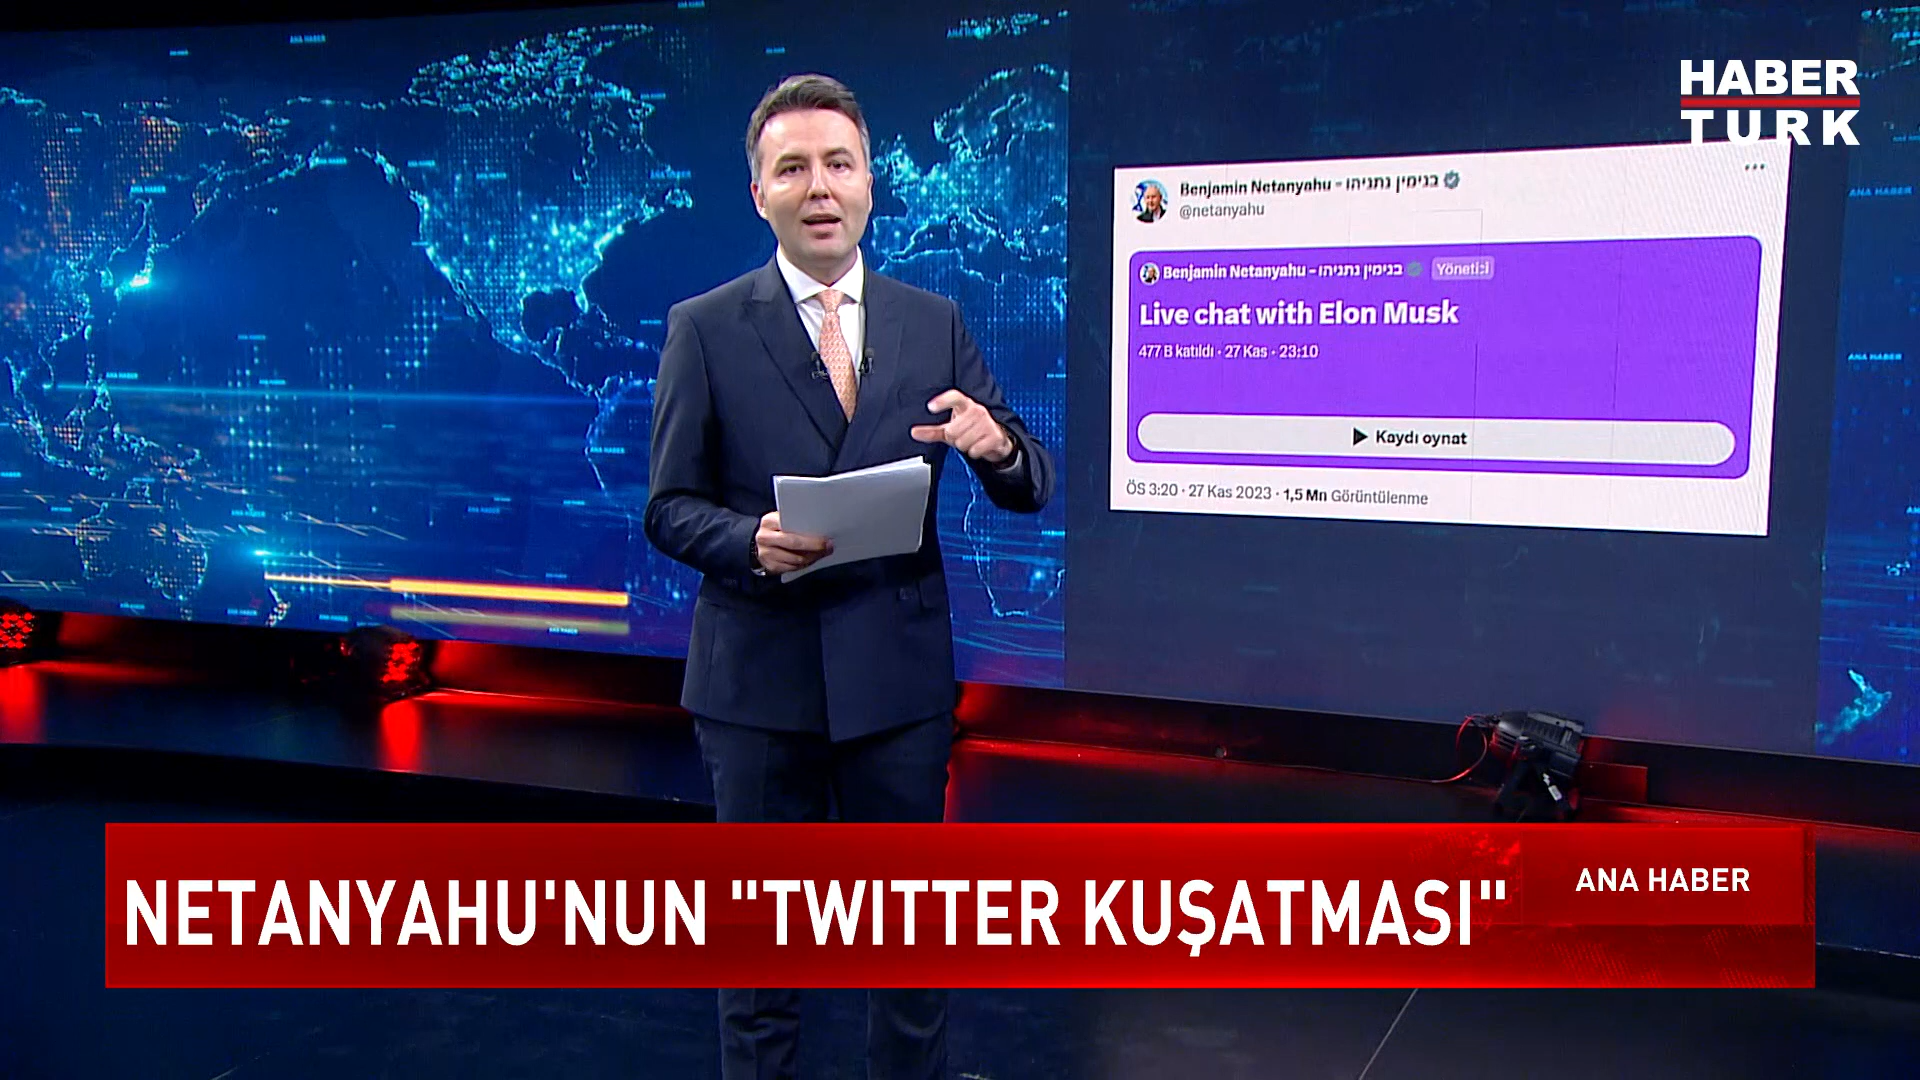 HABER
TURK
Benjamin Netanyahu - בנימין נתניהו
@netanyahu
Benjamin Netanyahu - בנימין נתניהו Yönetici
Live chat with Elon Musk
477 B katıldı · 27 Kas · 23:10
Kaydı oynat
ÖS 3:20 · 27 Kas 2023 · 1,5 Mn Görüntülenme
ANA HABER
NETANYAHU'NUN "TWITTER KUŞATMASI"